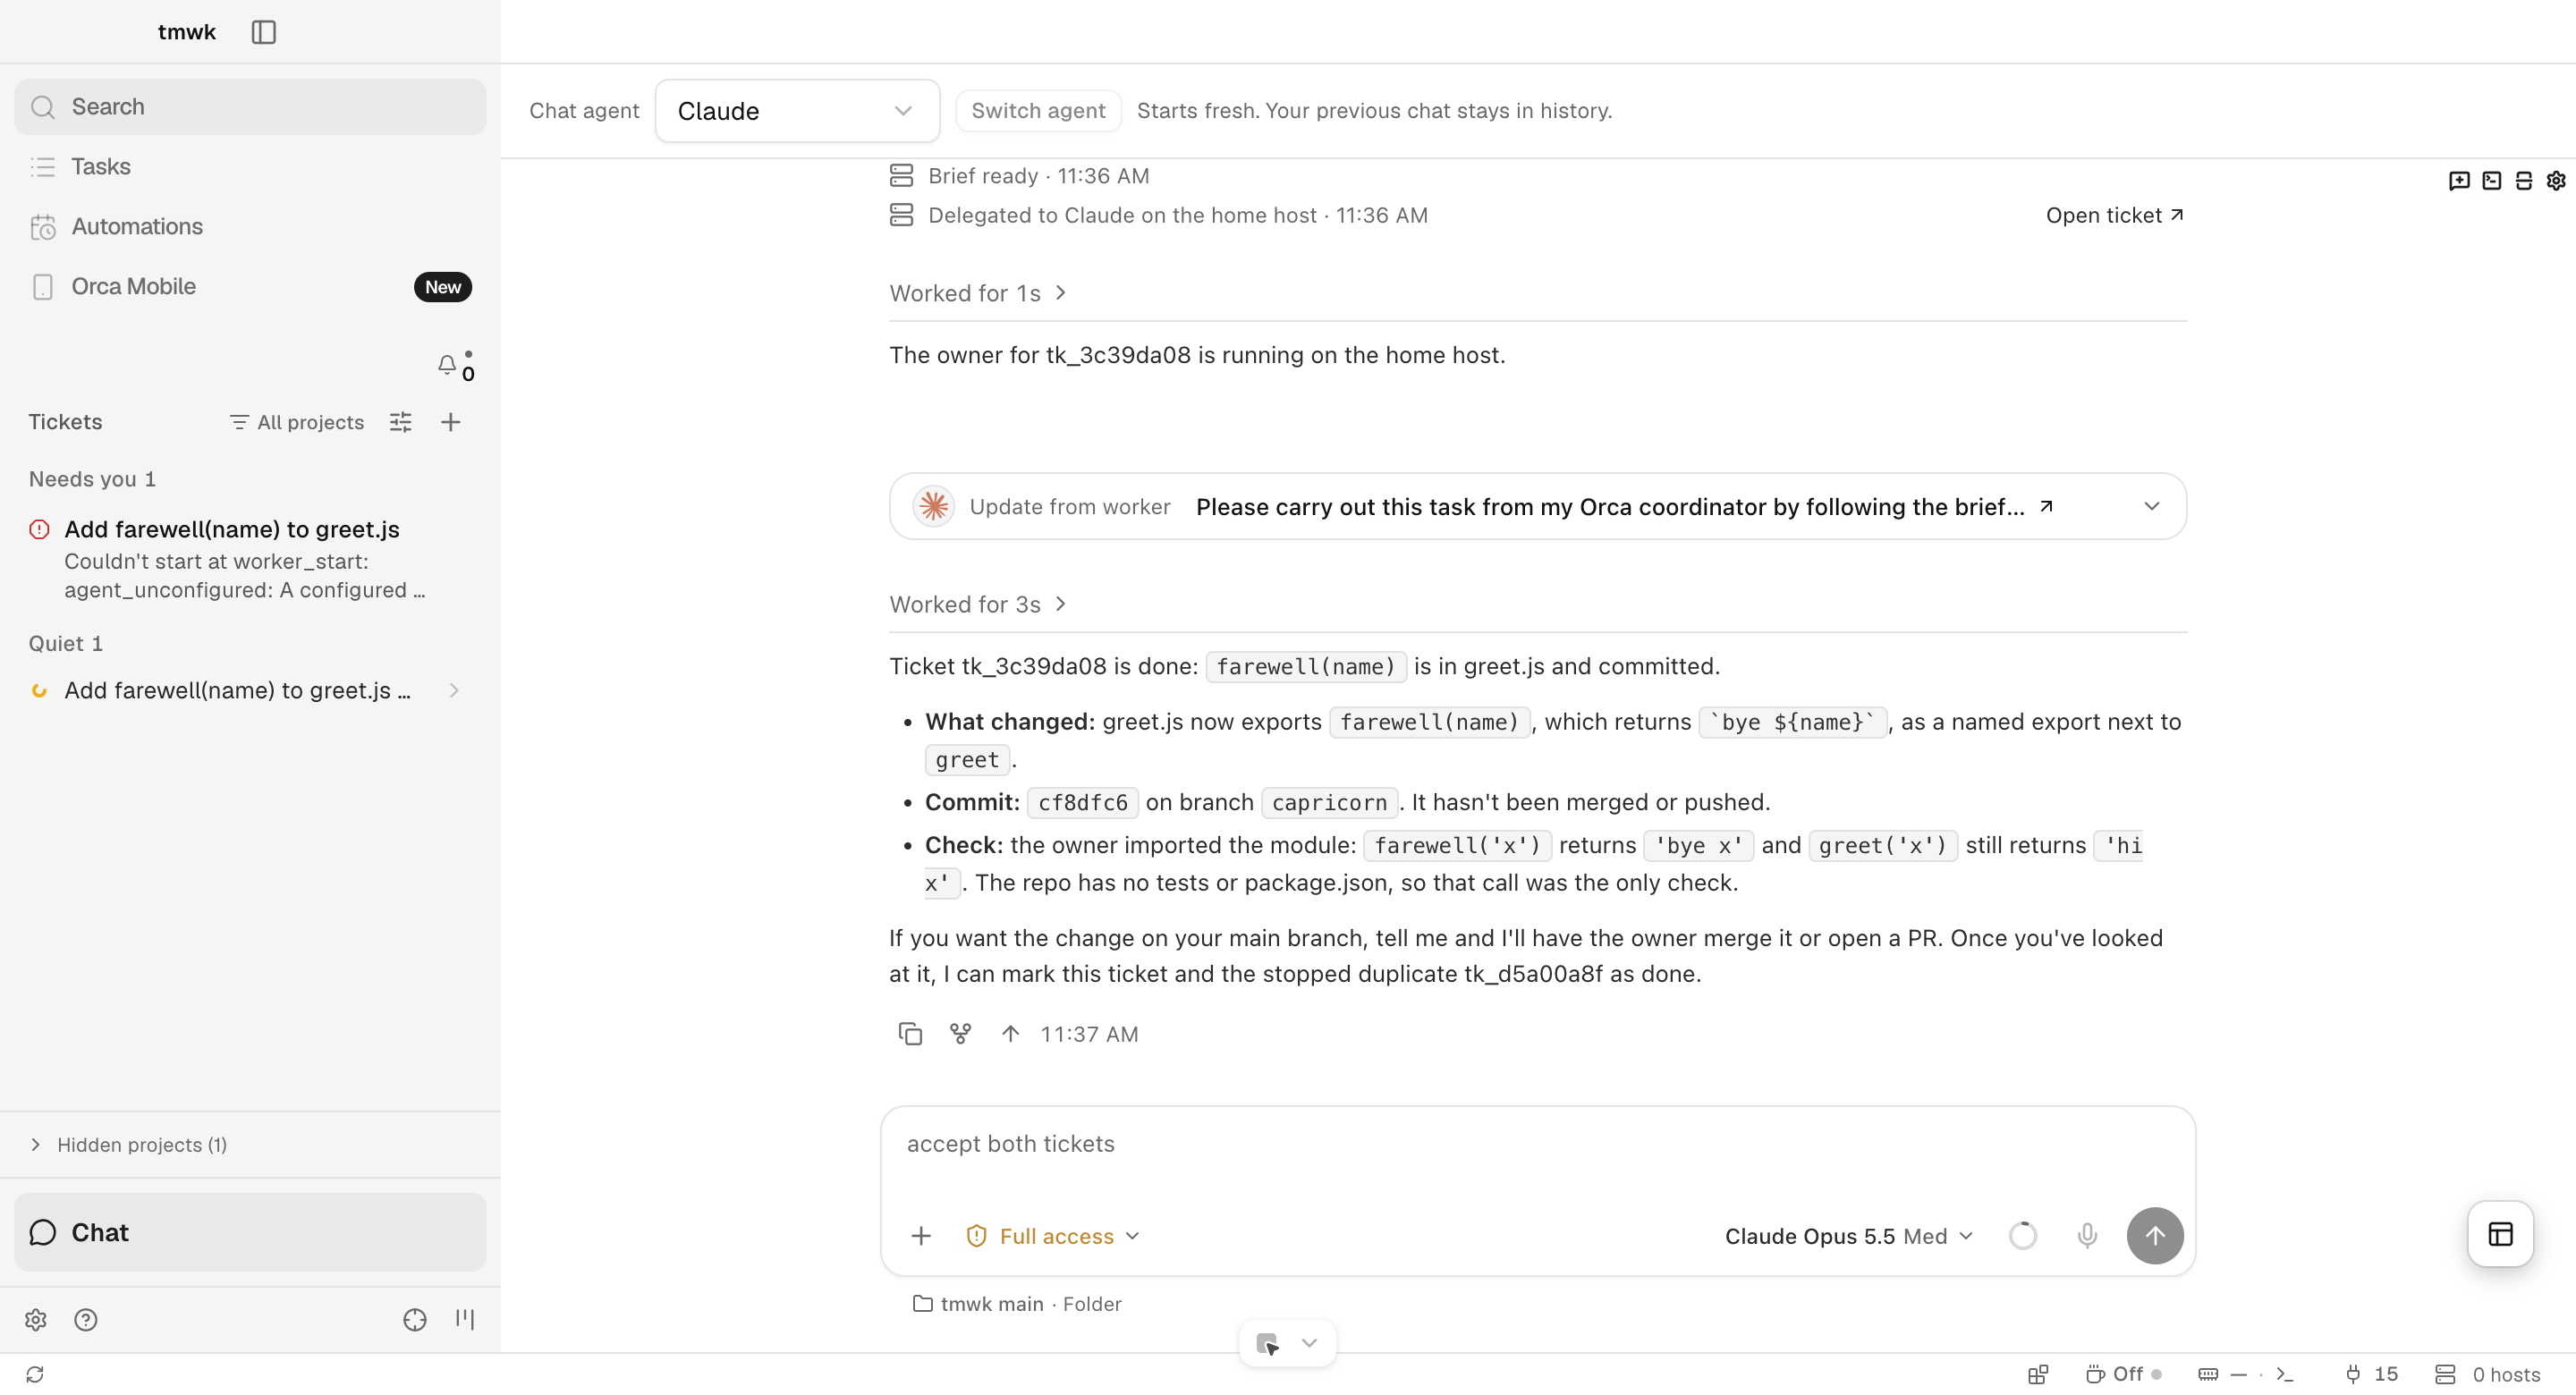 tmwk
Search
Tasks
Automations
Orca Mobile
New
0
Tickets
All projects
Needs you 1
Add farewell(name) to greet.js
Couldn't start at worker_start:
agent_unconfigured: A configured ...
Quiet 1
Add farewell(name) to greet.js ...
Hidden projects (1)
Chat
Chat agent
Claude
Switch agent
Starts fresh. Your previous chat stays in history.
Brief ready · 11:36 AM
Delegated to Claude on the home host · 11:36 AM
Open ticket
Worked for 1s
The owner for tk_3c39da08 is running on the home host.
Update from worker
Please carry out this task from my Orca coordinator by following the brief...
Worked for 3s
Ticket tk_3c39da08 is done: farewell(name) is in greet.js and committed.
• What changed: greet.js now exports farewell(name), which returns `bye ${name}`, as a named export next to
greet.
• Commit: cf8dfc6 on branch capricorn. It hasn't been merged or pushed.
• Check: the owner imported the module: farewell('x') returns 'bye x' and greet('x') still returns 'hi
x'. The repo has no tests or package.json, so that call was the only check.
If you want the change on your main branch, tell me and I'll have the owner merge it or open a PR. Once you've looked
at it, I can mark this ticket and the stopped duplicate tk_d5a00a8f as done.
11:37 AM
accept both tickets
Full access
Claude Opus 5.5 Med
tmwk main · Folder
Off
15
0 hosts